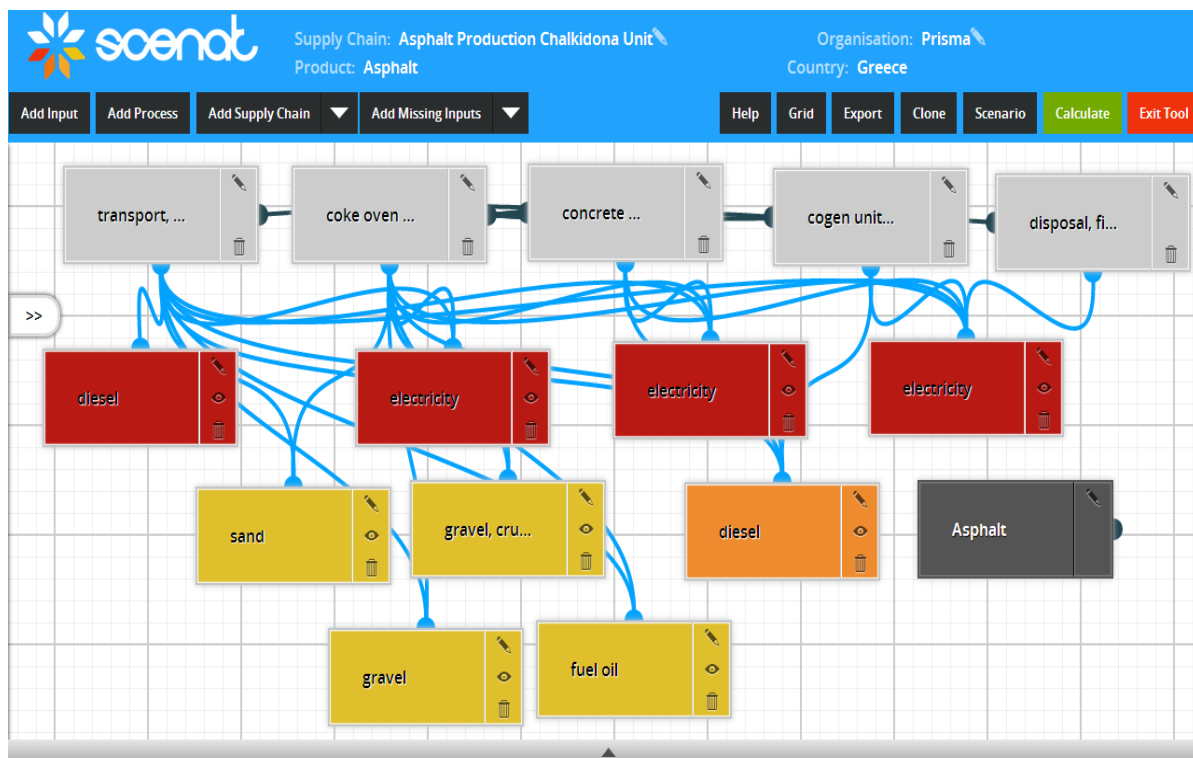 scenat
Supply Chain: Asphalt Production Chalkidona Unit
Organisation: Prisma
Product: Asphalt
Country: Greece
Add Input
Add Process
Add Supply Chain
Add Missing Inputs
Help
Grid
Export
Clone
Scenario
Calculate
Exit Tool
transport, ...
coke oven ...
concrete ...
cogen unit...
disposal, fi...
>>
diesel
electricity
electricity
electricity
sand
gravel, cru...
diesel
Asphalt
gravel
fuel oil